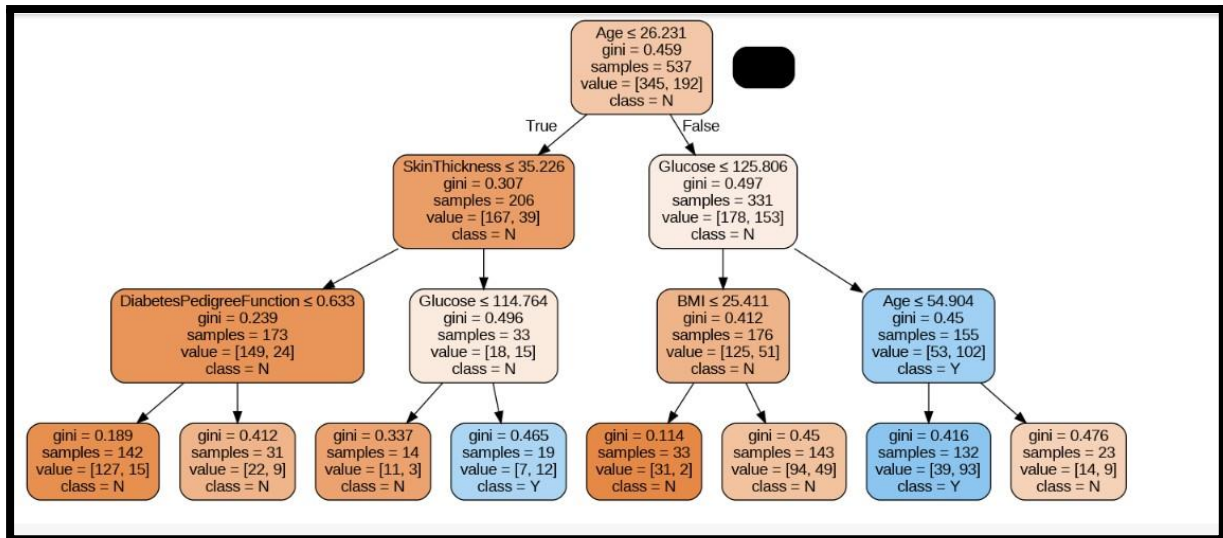 Age ≤ 26.231
gini = 0.459
samples = 537
value = [345, 192]
class = N
True
False
SkinThickness ≤ 35.226
gini = 0.307
samples = 206
value = [167, 39]
class = N
Glucose ≤ 125.806
gini = 0.497
samples = 331
value = [178, 153]
class = N
DiabetesPedigreeFunction ≤ 0.633
gini = 0.239
samples = 173
value = [149, 24]
class = N
Glucose ≤ 114.764
gini = 0.496
samples = 33
value = [18, 15]
class = N
BMI ≤ 25.411
gini = 0.412
samples = 176
value = [125, 51]
class = N
Age ≤ 54.904
gini = 0.45
samples = 155
value = [53, 102]
class = Y
gini = 0.189
samples = 142
value = [127, 15]
class = N
gini = 0.412
samples = 31
value = [22, 9]
class = N
gini = 0.337
samples = 14
value = [11, 3]
class = N
gini = 0.465
samples = 19
value = [7, 12]
class = Y
gini = 0.114
samples = 33
value = [31, 2]
class = N
gini = 0.45
samples = 143
value = [94, 49]
class = N
gini = 0.416
samples = 132
value = [39, 93]
class = Y
gini = 0.476
samples = 23
value = [14, 9]
class = N